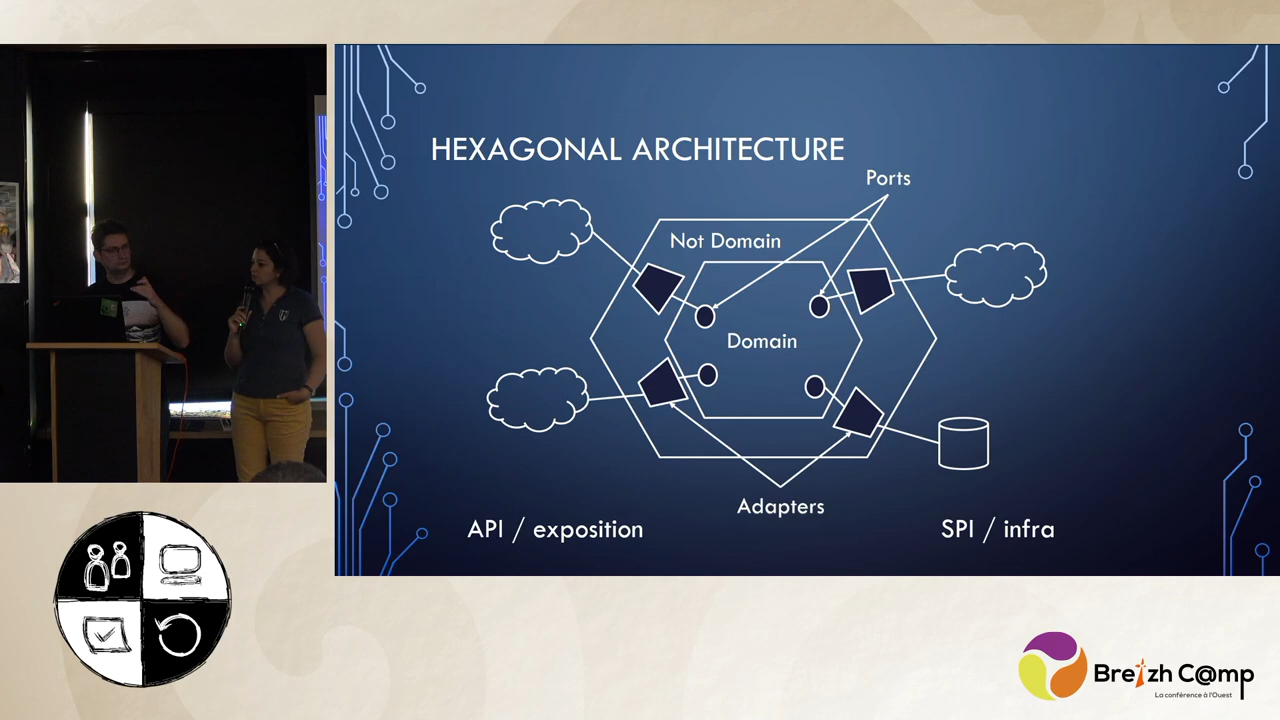 HEXAGONAL ARCHITECTURE
Ports
Not Domain
Domain
Adapters
API / exposition
SPI / infra
Breizh C@mp
La conférence à l'Ouest